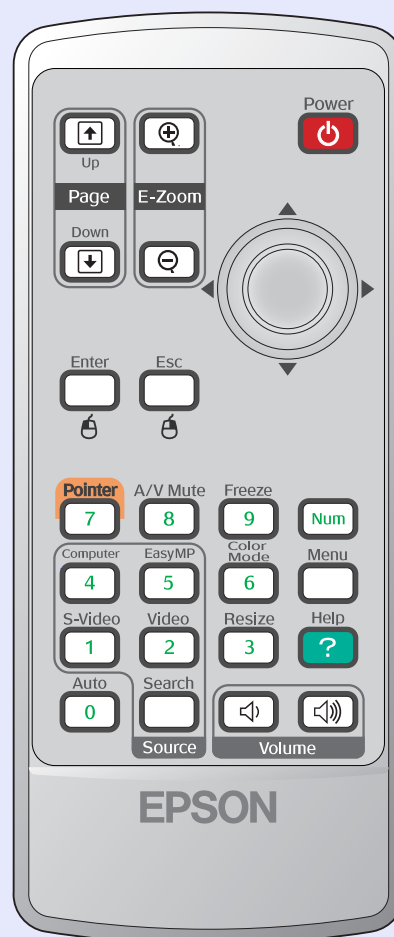 Power
Up
Page
E-Zoom
Down
Enter
Esc
Pointer
A/V Mute
Freeze
7
8
9
Num
Computer
EasyMP
Color
Mode
Menu
4
5
6
S-Video
Video
Resize
Help
1
2
3
?
Auto
Search
0
Source
Volume
EPSON